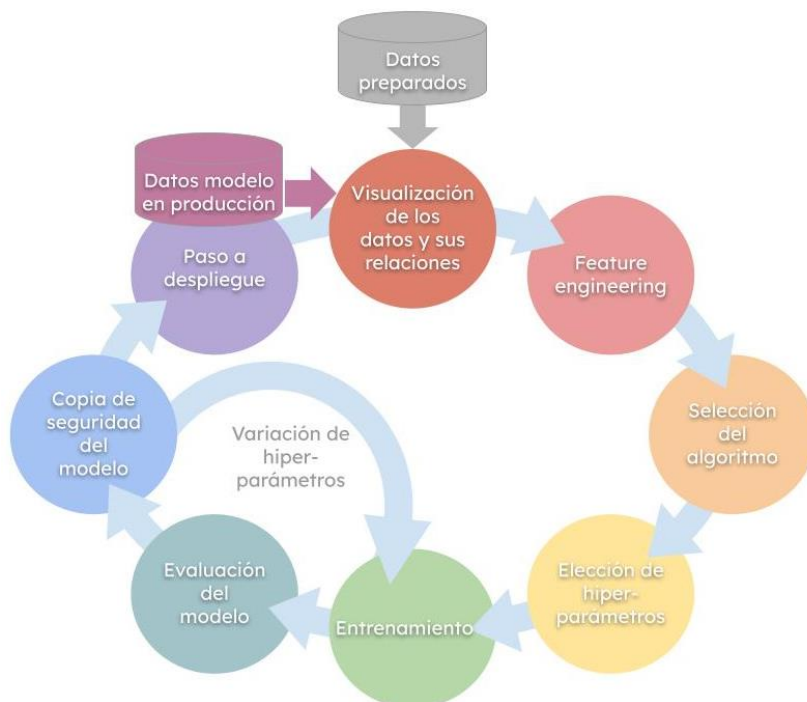 Datos
preparados
Datos modelo
en producción
Visualización
de los
datos y sus
relaciones
Feature
engineering
Selección
del
algoritmo
Elección de
hiper-
parámetros
Entrenamiento
Evaluación
del
modelo
Copia de
seguridad
del
modelo
Paso a
despliegue
Variación de
hiper-
parámetros